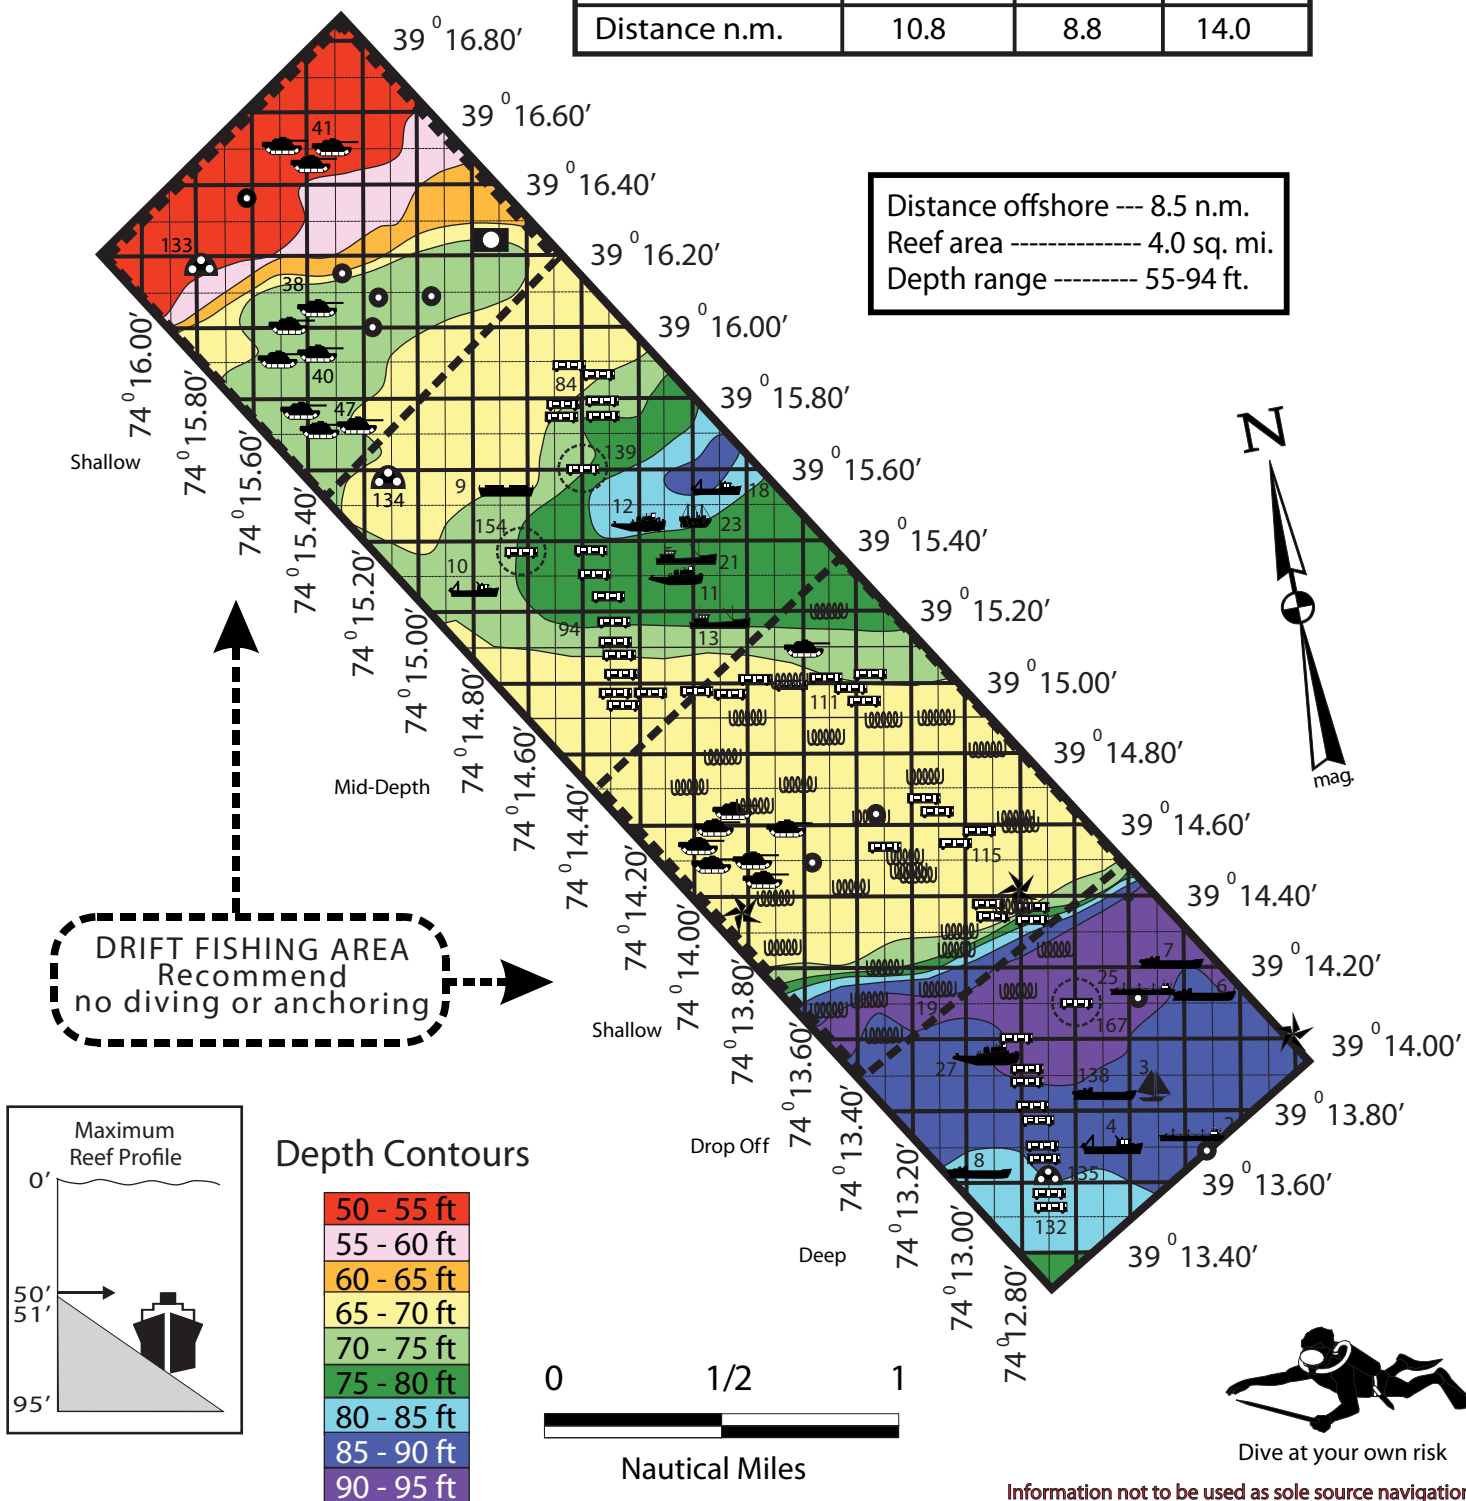 Distance n.m. 10.8 8.8 14.0
39 0 16.80’
39 0 16.60’
39 0 16.40’
39 0 16.20’
39 0 16.00’
39 0 15.80’
39 0 15.60’
39 0 15.40’
39 0 15.20’
39 0 15.00’
39 0 14.80’
39 0 14.60’
39 0 14.40’
39 0 14.20’
39 0 14.00’
39 0 13.80’
39 0 13.60’
39 0 13.40’
Distance offshore --- 8.5 n.m.
Reef area -------------- 4.0 sq. mi.
Depth range --------- 55-94 ft.
N
mag.
41
133
38
40
47
84
139
134
9
18
12
23
154
21
10
11
94
13
111
115
7
25
6
19
167
27
138
3
4
2
8
135
132
74 0 16.00’
74 0 15.80’
74 0 15.60’
74 0 15.40’
74 0 15.20’
74 0 15.00’
74 0 14.80’
74 0 14.60’
74 0 14.40’
74 0 14.20’
74 0 14.00’
74 0 13.80’
74 0 13.60’
74 0 13.40’
74 0 13.20’
74 0 13.00’
74 0 12.80’
Shallow
Mid-Depth
Shallow
Drop Off
Deep
DRIFT FISHING AREA
Recommend
no diving or anchoring
Maximum
Reef Profile
0’
50’
51’
95’
Depth Contours
50 - 55 ft
55 - 60 ft
60 - 65 ft
65 - 70 ft
70 - 75 ft
75 - 80 ft
80 - 85 ft
85 - 90 ft
90 - 95 ft
0 1/2 1
Nautical Miles
Dive at your own risk
Information not to be used as sole source navigation